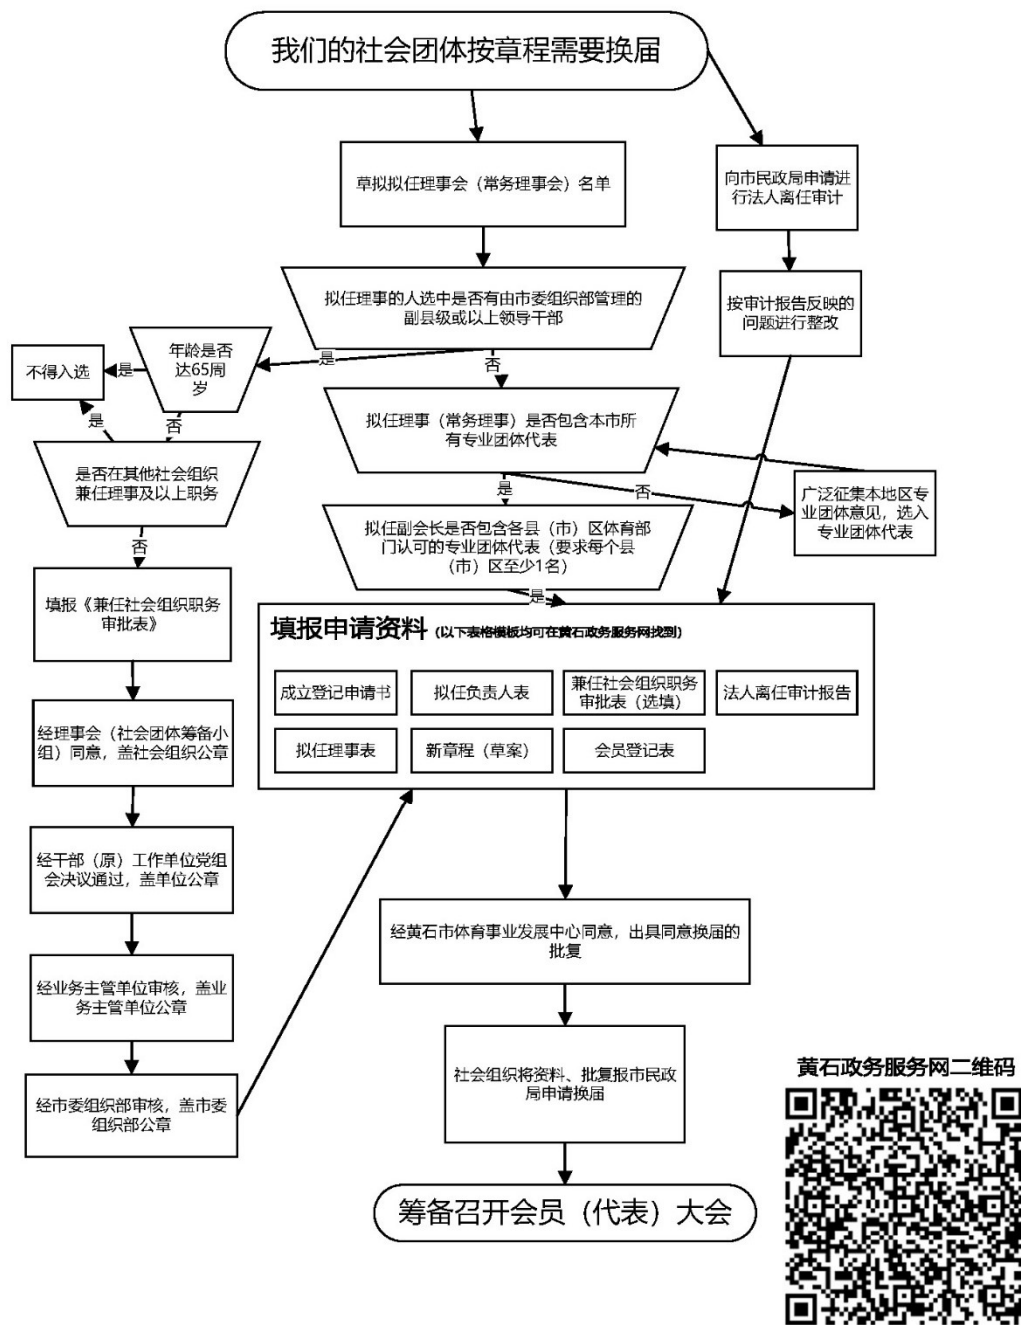 我们的社会团体按章程需要换届
草拟拟任理事会（常务理事会）名单
向市民政局申请进
行法人离任审计
拟任理事的人选中是否有由市委组织部管理的
副县级或以上领导干部
按审计报告反映的
问题进行整改
年龄是否
达65周
岁
是
否
不得入选
是
是
否
拟任理事（常务理事）是否包含本市所
有专业团体代表
是否在其他社会组织
兼任理事及以上职务
是
否
广泛征集本地区专
业团体意见，选入
专业团体代表
拟任副会长是否包含各县（市）区体育部
门认可的专业团体代表（要求每个县
（市）区至少1名）
否
是
填报《兼任社会组织职务
审批表》
填报申请资料（以下表格模板均可在黄石政务服务网找到）
成立登记申请书
拟任负责人表
兼任社会组织职务
审批表（选填）
法人离任审计报告
拟任理事表
新章程（草案）
会员登记表
经理事会（社会团体筹备小
组）同意，盖社会组织公章
经干部（原）工作单位党组
会决议通过，盖单位公章
经黄石市体育事业发展中心同意，出具同意换届的
批复
经业务主管单位审核，盖业
务主管单位公章
社会组织将资料、批复报市民政
局申请换届
经市委组织部审核，盖市委
组织部公章
黄石政务服务网二维码
筹备召开会员（代表）大会